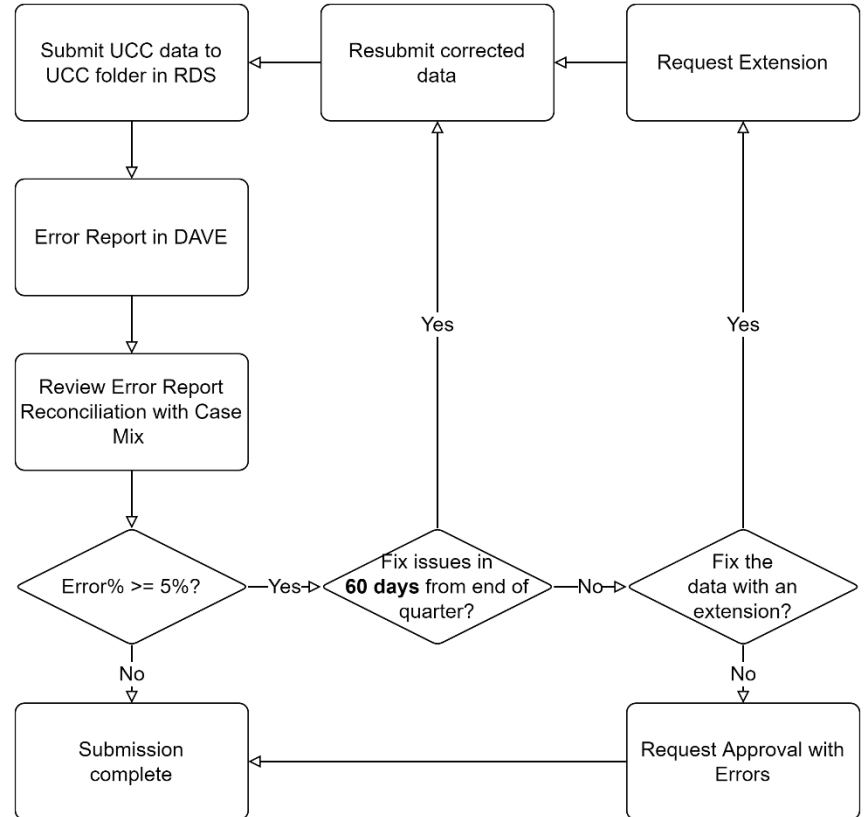 Submit UCC data to
UCC folder in RDS
Resubmit corrected
data
Request Extension
Error Report in DAVE
Yes
Yes
Review Error Report
Reconciliation with Case
Mix
Error% >= 5%?
Yes
Fix issues in
60 days from end of
quarter?
No
Fix the
data with an
extension?
No
No
Submission
complete
Request Approval with
Errors